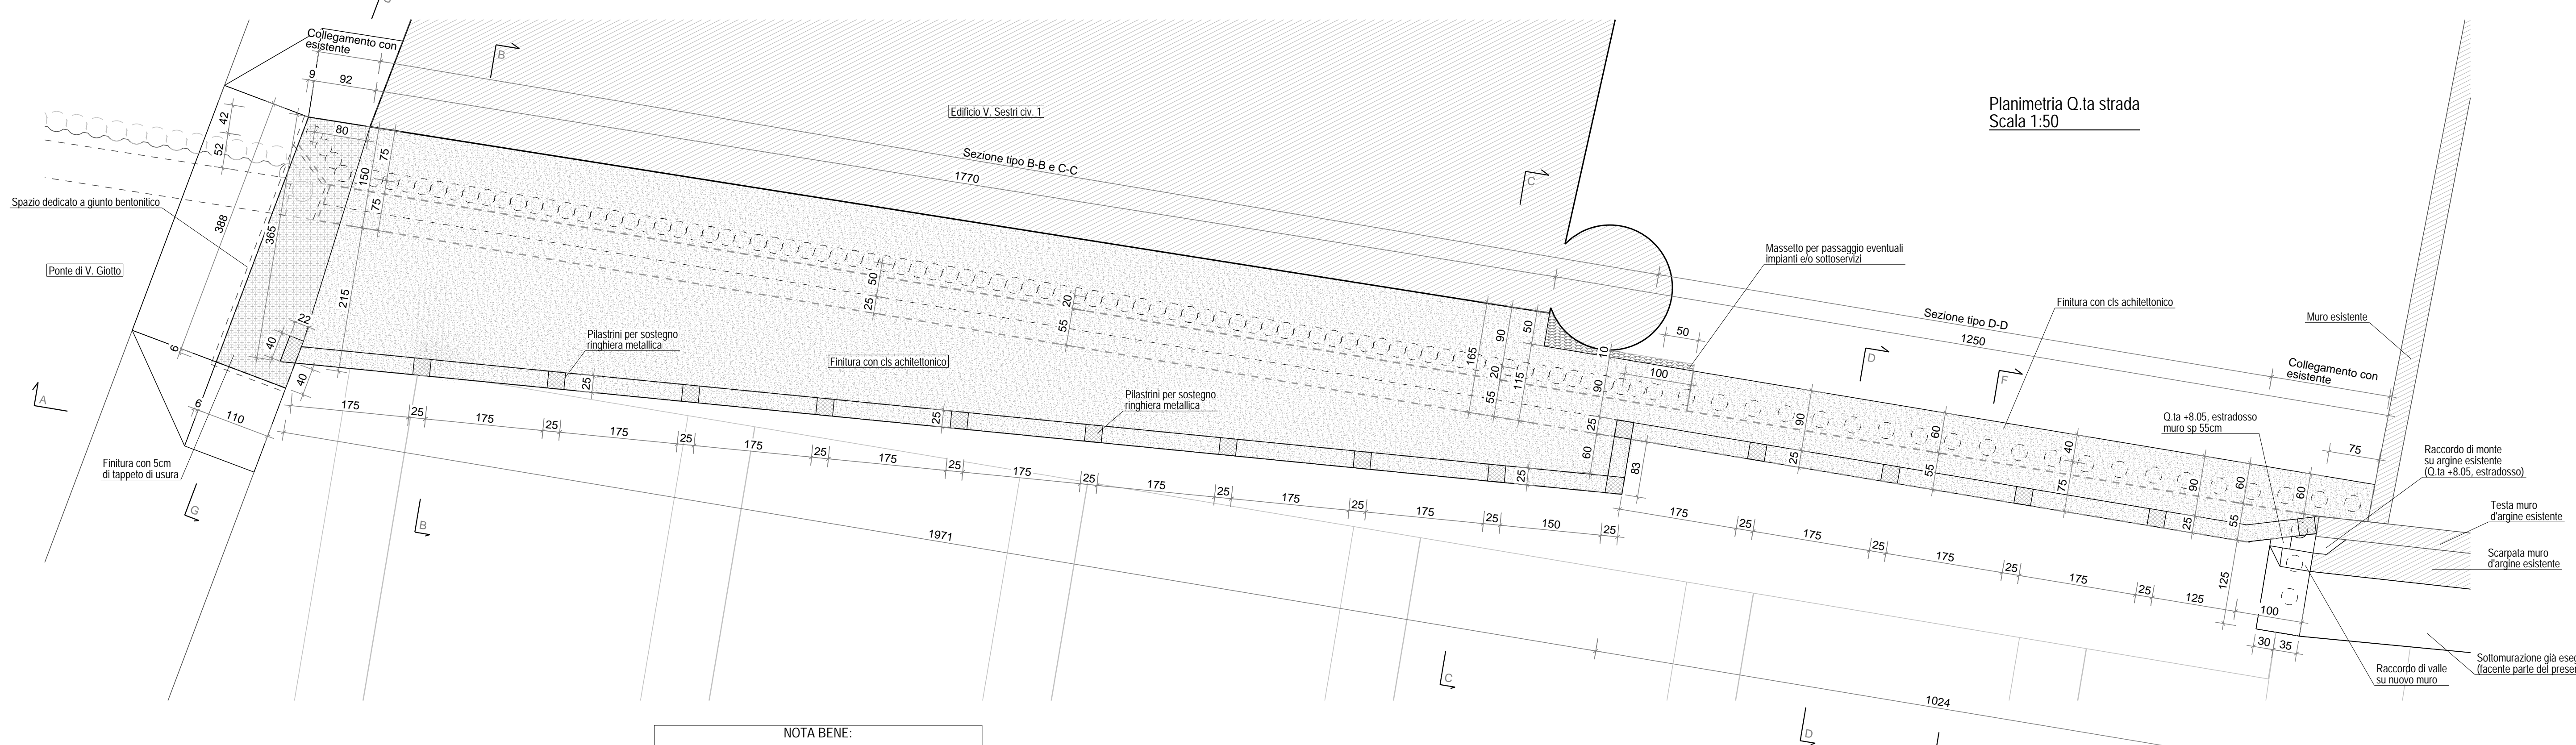 Planimetria Q.ta strada
Scala 1:50
Collegamento con
esistente
B
9
92
Edificio V. Sestri civ. 1
42
52
80
75
150
75
Sezione tipo B-B e C-C
1770
C
Spazio dedicato a giunto bentonitico
388
365
215
Ponte di V. Giotto
Massetto per passaggio eventuali
impianti e/o sottoservizi
Finitura con cls achitettonico
Muro esistente
Sezione tipo D-D
1250
50
D
F
Collegamento con
esistente
50
25
20
55
165
90
50
20
55
115
10
100
90
25
60
83
22
40
6
40
Pilastrini per sostegno
ringhiera metallica
25
Finitura con cls achitettonico
Pilastrini per sostegno
ringhiera metallica
25
25
90
25
60
55
40
75
90
25
60
55
60
75
Q.ta +8.05, estradosso
muro sp 55cm
Raccordo di monte
su argine esistente
(Q.ta +8.05, estradosso)
Testa muro
d'argine esistente
Scarpata muro
d'argine esistente
A
6
110
Finitura con 5cm
di tappeto di usura
G
B
175
25
175
25
175
25
175
25
175
25
175
25
175
25
175
25
175
25
150
25
175
25
175
25
175
25
175
25
125
125
100
30
35
1971
1024
C
D
Raccordo di valle
su nuovo muro
Sottomurazione già
(facente parte del
NOTA BENE: